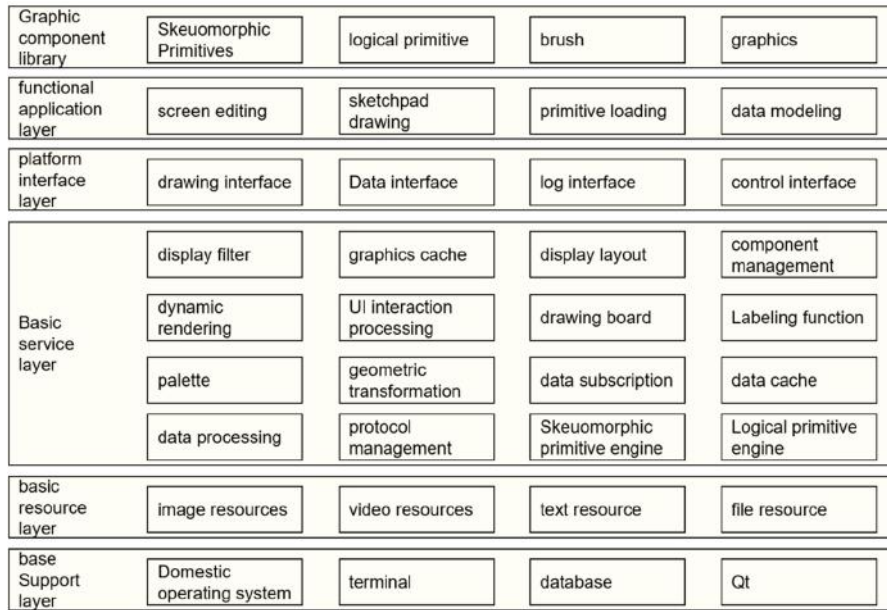 Graphic
component
library
Skeuomorphic
Primitives
logical primitive
brush
graphics
functional
application
layer
screen editing
sketchpad
drawing
primitive loading
data modeling
platform
interface
layer
drawing interface
Data interface
log interface
control interface
Basic
service
layer
display filter
graphics cache
display layout
component
management
dynamic
rendering
UI interaction
processing
drawing board
Labeling function
palette
geometric
transformation
data subscription
data cache
data processing
protocol
management
Skeuomorphic
primitive engine
Logical primitive
engine
basic
resource
layer
image resources
video resources
text resource
file resource
base
Support
layer
Domestic
operating system
terminal
database
Qt